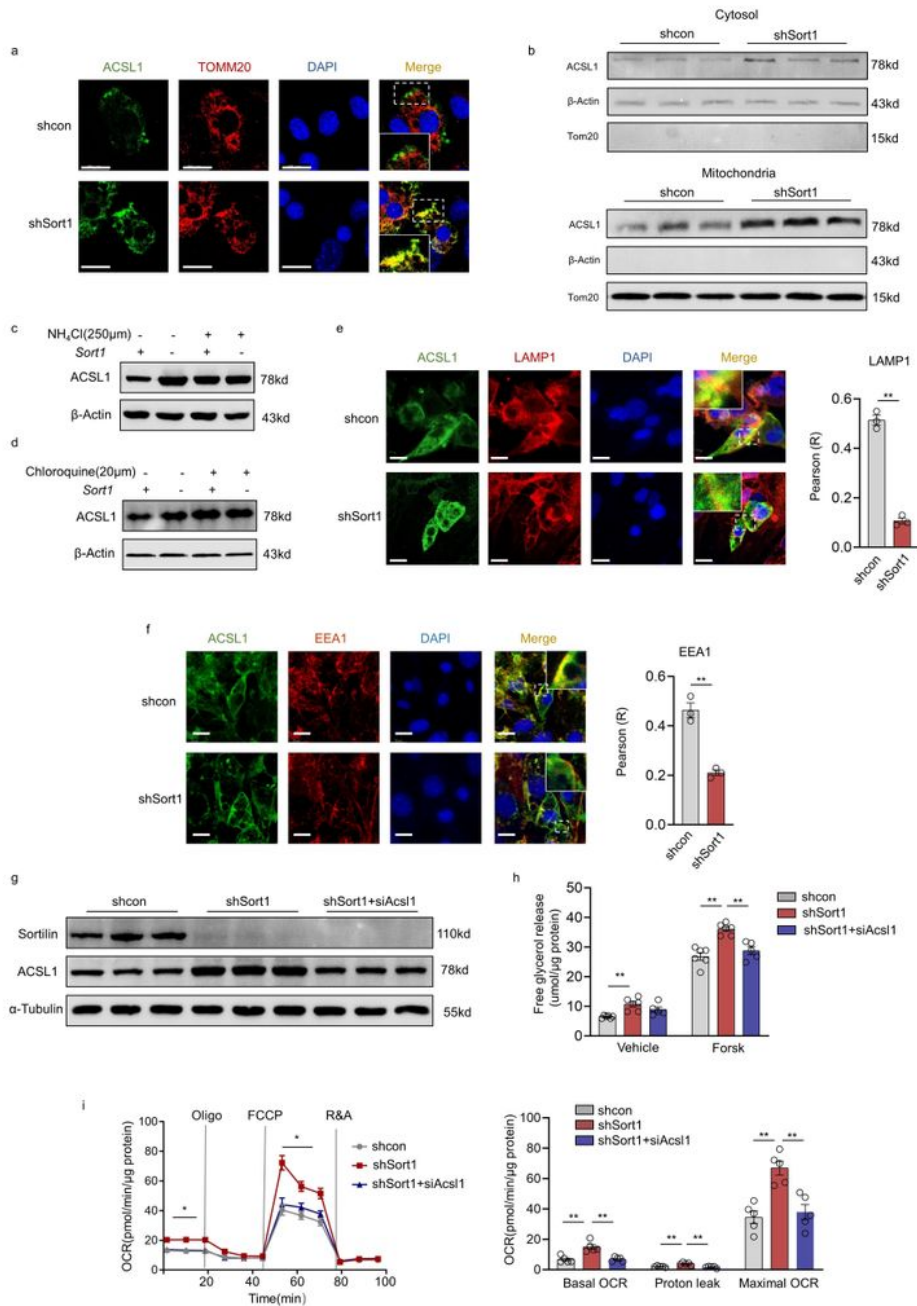 a
ACSL1 TOMM20 DAPI Merge
shcon
shSort1
b
Cytosol
shcon shSort1
ACSL1 78kd
β-Actin 43kd
Tom20 15kd
Mitochondria
shcon shSort1
ACSL1 78kd
β-Actin 43kd
Tom20 15kd
c
NH₄Cl(250μm) - - + +
Sort1 + - + -
ACSL1 78kd
β-Actin 43kd
d
Chloroquine(20μm) - - + +
Sort1 + - + -
ACSL1 78kd
β-Actin 43kd
e
ACSL1 LAMP1 DAPI Merge
shcon
shSort1
LAMP1
Pearson (R)
0.6
0.4
0.2
0.0
**
shcon
shSort1
f
ACSL1 EEA1 DAPI Merge
shcon
shSort1
EEA1
Pearson (R)
0.6
0.4
0.2
0.0
**
shcon
shSort1
g
shcon shSort1 shSort1+siAcsl1
Sortilin 110kd
ACSL1 78kd
α-Tubulin 55kd
h
Free glycerol release
(umol/μg protein)
50
40
30
20
10
0
**
** **
Vehicle Forsk
shcon
shSort1
shSort1+siAcsl1
i
Oligo FCCP R&A
OCR(pmol/min/μg protein)
100
80
60
40
20
0
*
*
shcon
shSort1
shSort1+siAcsl1
0 20 40 60 80 100
Time(min)
OCR(pmol/min/μg protein)
100
80
60
40
20
0
shcon
shSort1
shSort1+siAcsl1
** **
** **
** **
Basal OCR Proton leak Maximal OCR